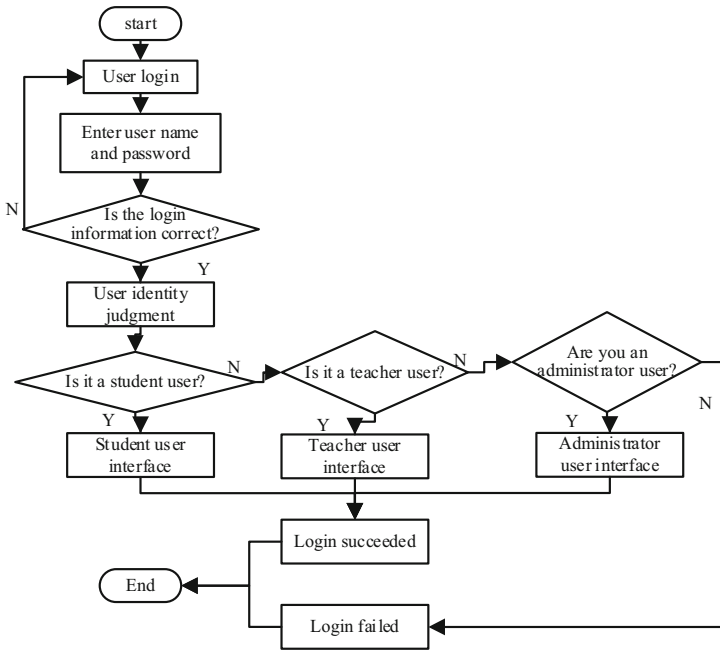 start
User login
Enter user name
and password
Is the login
information correct?
N
Y
User identity
judgment
Is it a student user?
N
Is it a teacher user?
N
Are you an
administrator user?
N
Y
Student user
interface
Y
Teacher user
interface
Y
Administrator
user interface
Login succeeded
End
Login failed